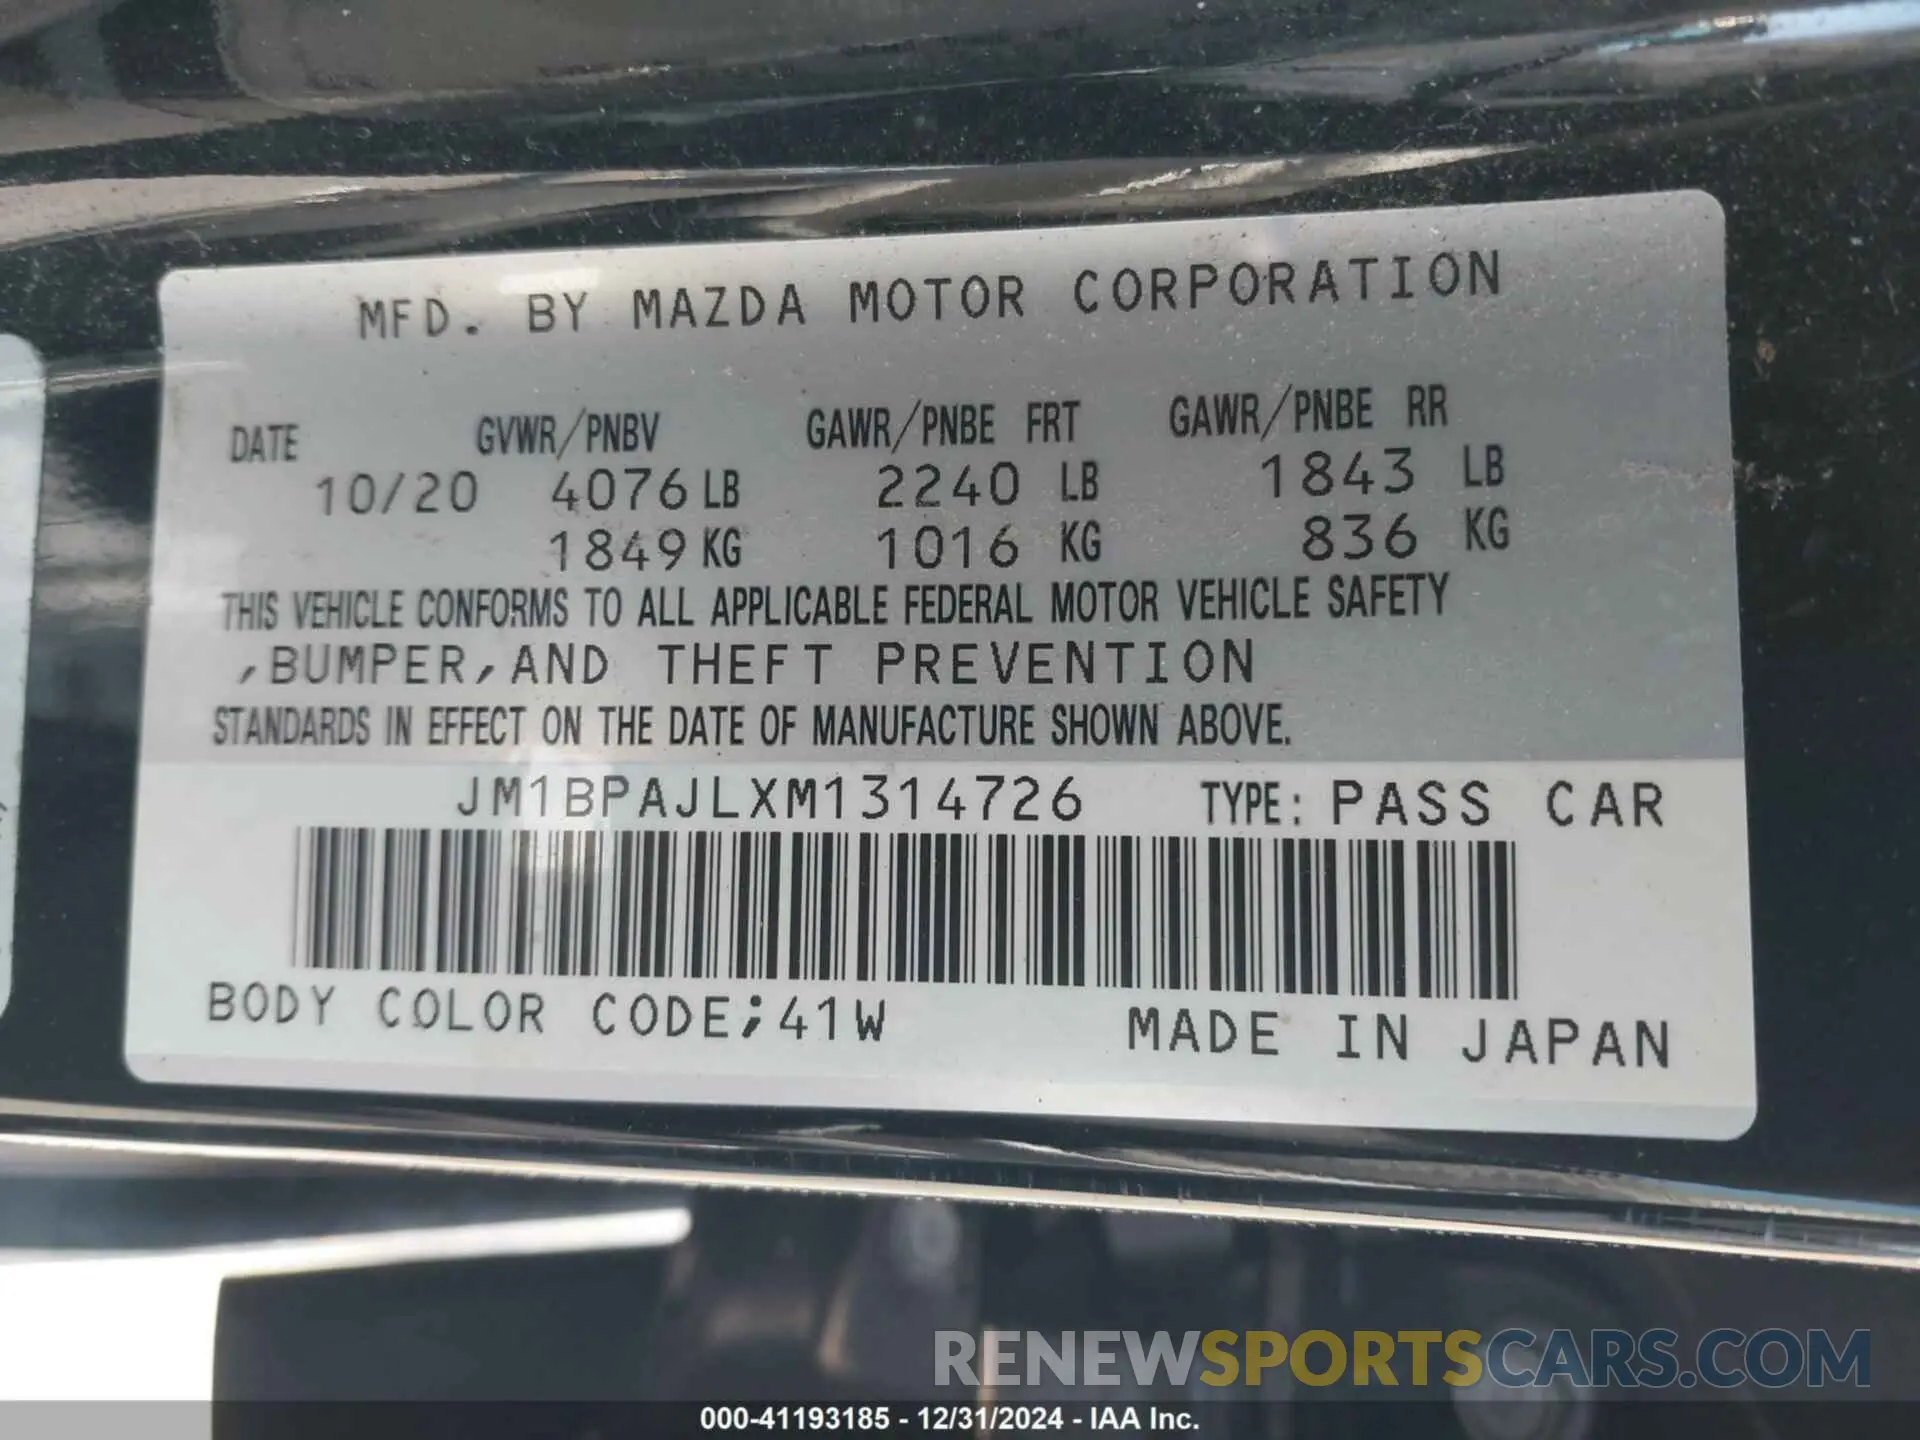 MFD. BY MAZDA MOTOR CORPORATION
DATE GVWR/PNBV GAWR/PNBE FRT GAWR/PNBE RR
10/20 4076 LB 2240 LB 1843 LB
1849 KG 1016 KG 836 KG
THIS VEHICLE CONFORMS TO ALL APPLICABLE FEDERAL MOTOR VEHICLE SAFETY
,BUMPER,AND THEFT PREVENTION
STANDARDS IN EFFECT ON THE DATE OF MANUFACTURE SHOWN ABOVE.
JM1BPAJLXM1314726 TYPE: PASS CAR
BODY COLOR CODE;41W MADE IN JAPAN
RENEWSPORTSCARS.COM
000-41193185 - 12/31/2024 - IAA Inc.